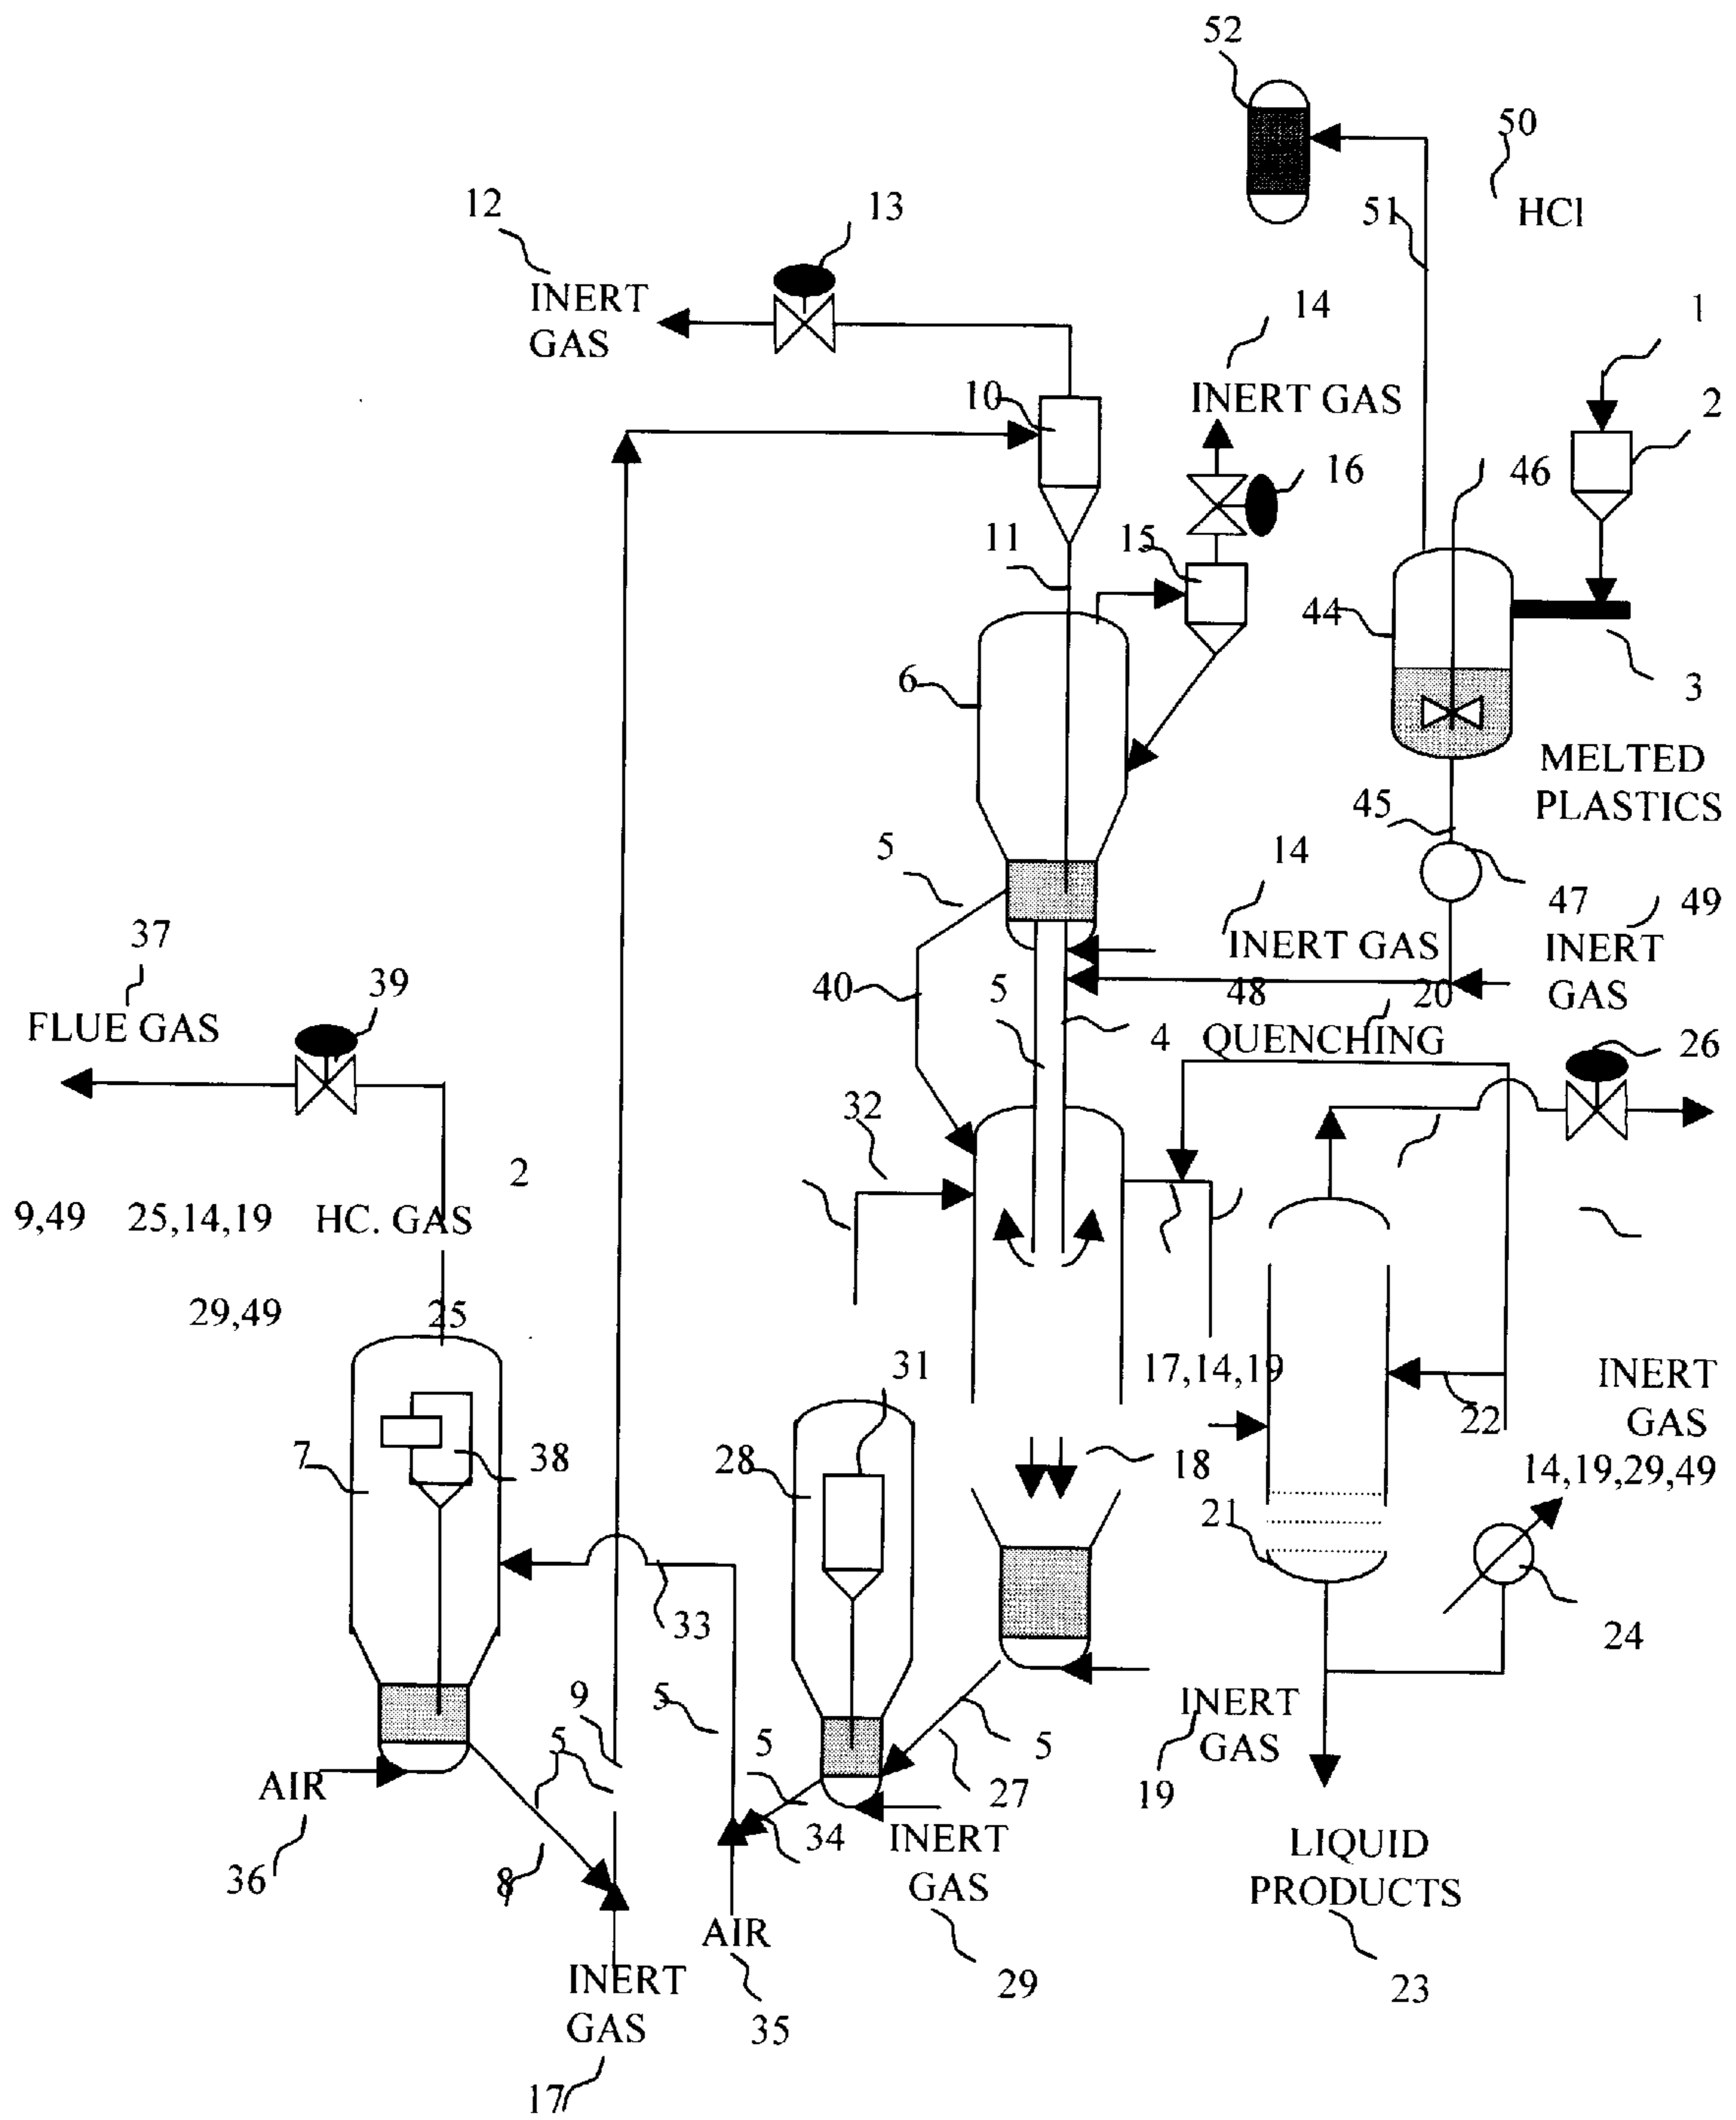 52
50
HCl
51
12
13
INERT
GAS
14
INERT GAS
1
2
10
16
46
11
15
44
3
6
MELTED
PLASTICS
45
5
14
47
49
INERT GAS
INERT
GAS
37
39
40
5
48
20
FLUE GAS
4
QUENCHING
26
32
2
9,49
25,14,19
HC. GAS
29,49
25
31
17,14,19
INERT
GAS
22
14,19,29,49
7
38
28
18
21
33
24
9
5
5
5
5
INERT
GAS
19
AIR
27
36
34
INERT
GAS
8
LIQUID
PRODUCTS
AIR
INERT
GAS
35
29
23
17